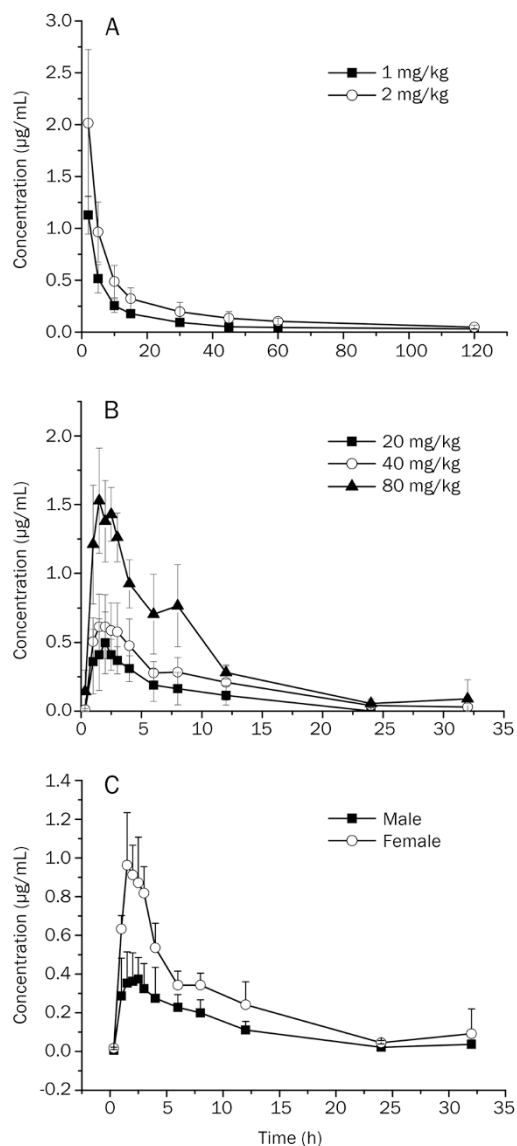 A
3.0
2.5
2.0
1.5
1.0
0.5
0.0
Concentration (µg/mL)
1 mg/kg
2 mg/kg
0 20 40 60 80 100 120
B
2.0
1.5
1.0
0.5
0.0
Concentration (µg/mL)
20 mg/kg
40 mg/kg
80 mg/kg
0 5 10 15 20 25 30 35
C
1.4
1.2
1.0
0.8
0.6
0.4
0.2
0.0
-0.2
Concentration (µg/mL)
Male
Female
0 5 10 15 20 25 30 35
Time (h)